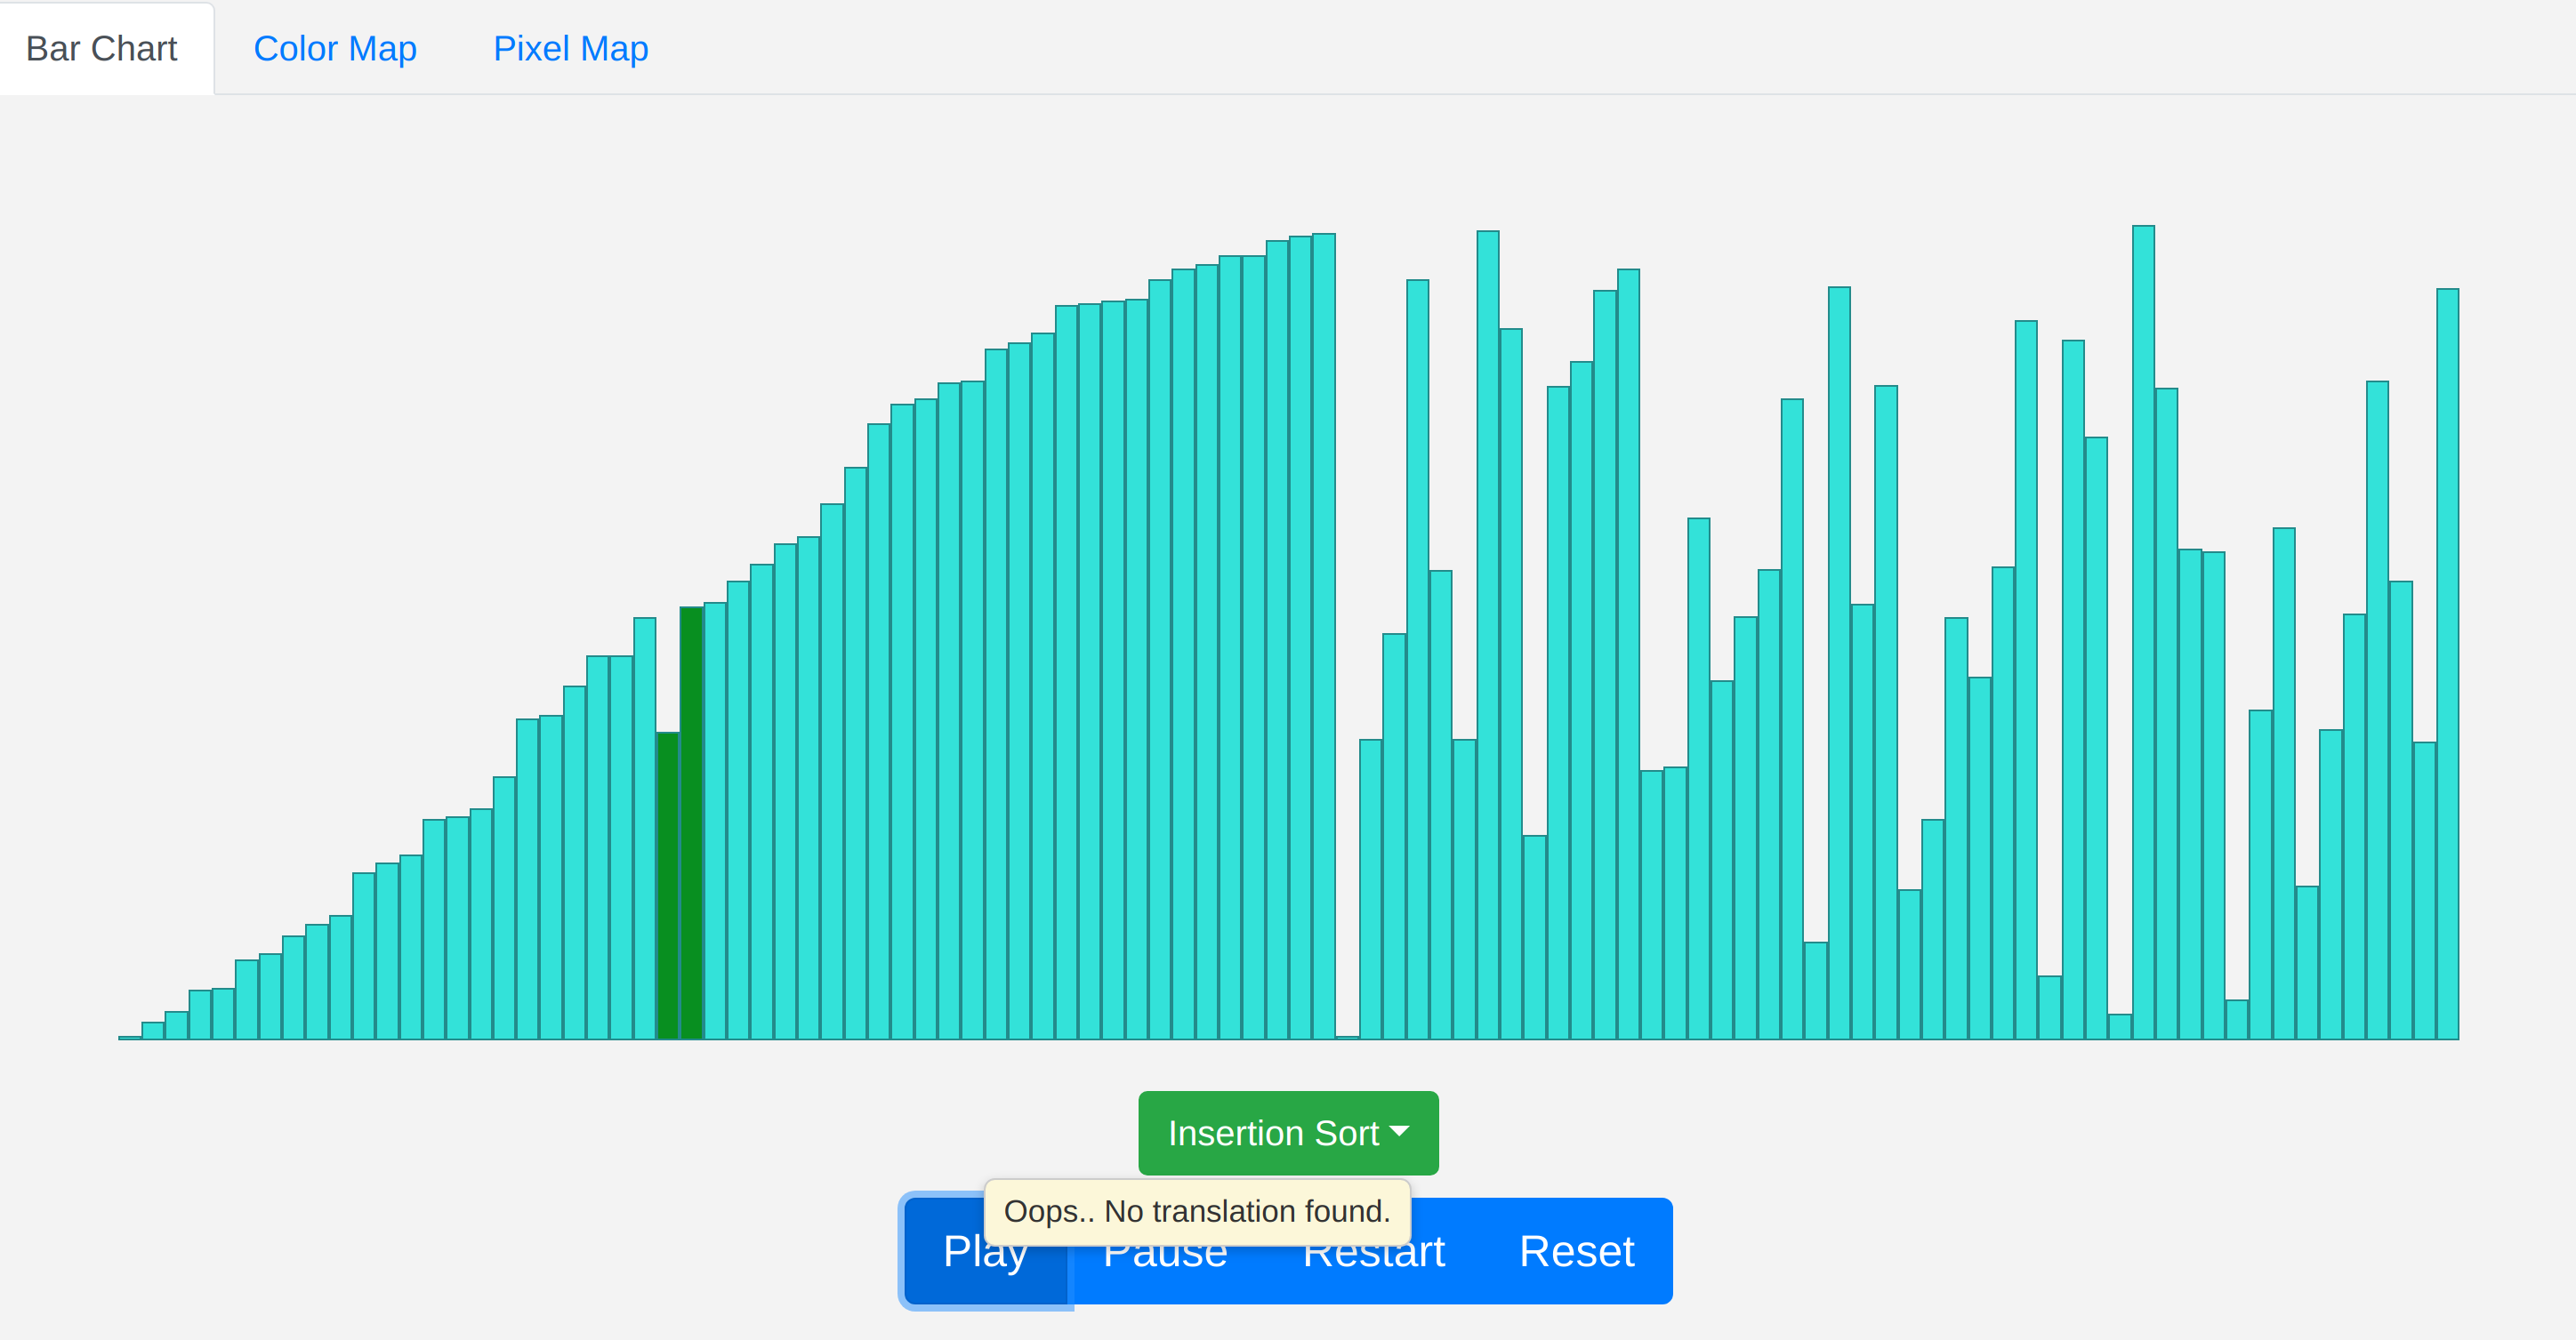 Bar Chart
Color Map
Pixel Map
Insertion Sort
Oops.. No translation found.
Play
Pause
Restart
Reset